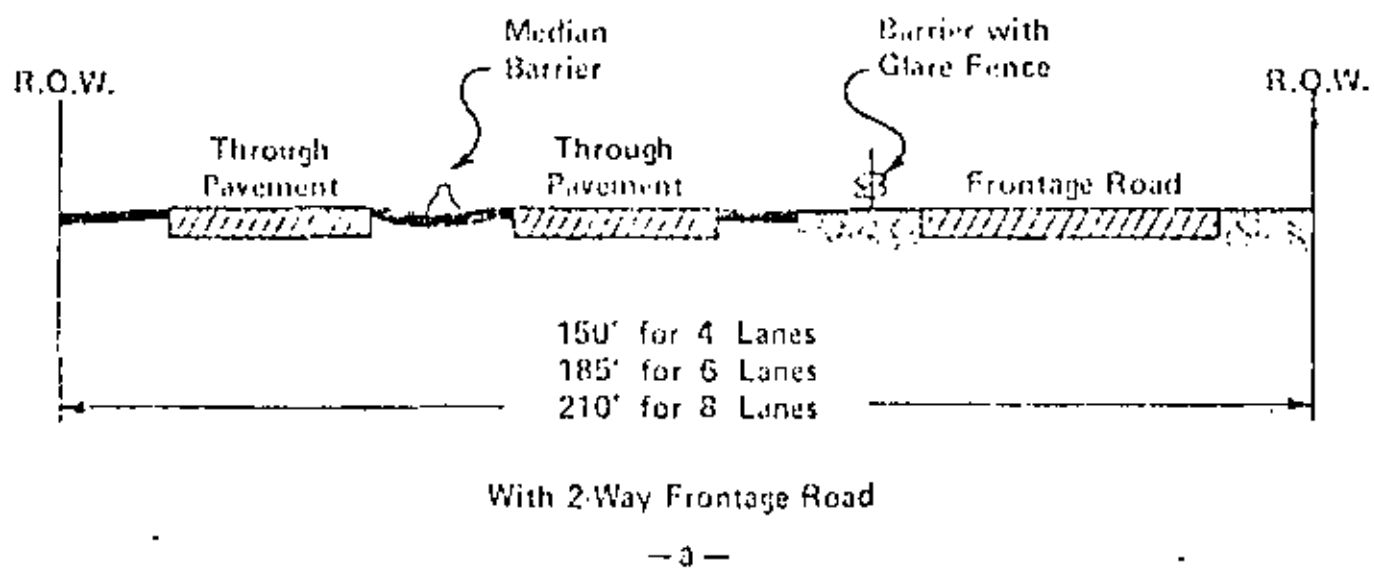 Median
Barrier
Barrier with
Glare Fence
R.O.W.
R.O.W.
Through
Pavement
Through
Pavement
Frontage Road
150' for 4 Lanes
185' for 6 Lanes
210' for 8 Lanes
With 2-Way Frontage Road
— a —